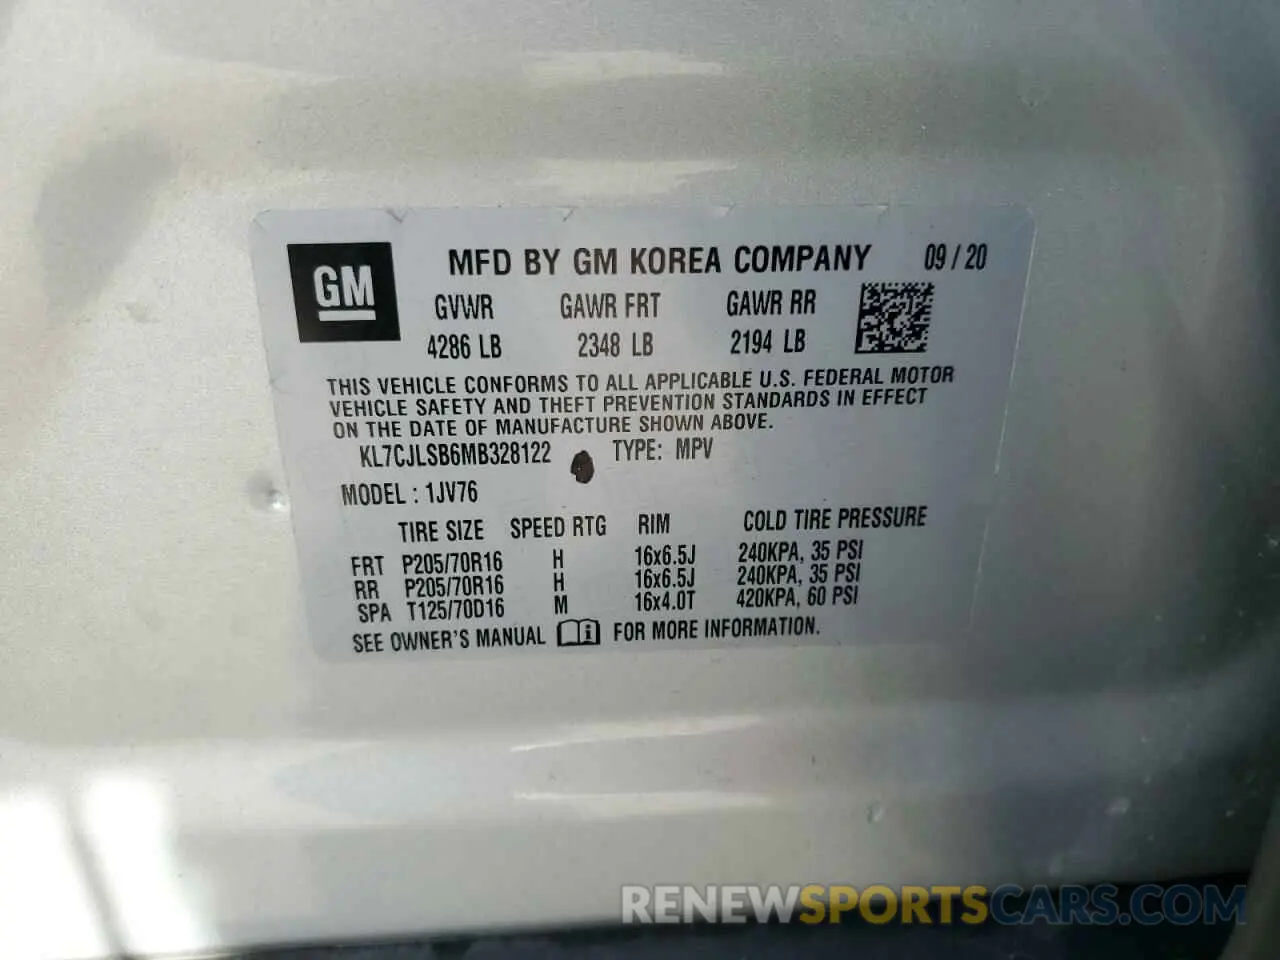 GM
MFD BY GM KOREA COMPANY 09 / 20
GVWR GAWR FRT GAWR RR
4286 LB 2348 LB 2194 LB
THIS VEHICLE CONFORMS TO ALL APPLICABLE U.S. FEDERAL MOTOR
VEHICLE SAFETY AND THEFT PREVENTION STANDARDS IN EFFECT
ON THE DATE OF MANUFACTURE SHOWN ABOVE.
KL7CJLSB6MB328122 TYPE: MPV
MODEL : 1JV76
TIRE SIZE SPEED RTG RIM COLD TIRE PRESSURE
FRT P205/70R16 H 16x6.5J 240KPA, 35 PSI
RR P205/70R16 H 16x6.5J 240KPA, 35 PSI
SPA T125/70D16 M 16x4.0T 420KPA, 60 PSI
SEE OWNER'S MANUAL FOR MORE INFORMATION.
RENEWSPORTSCARS.COM